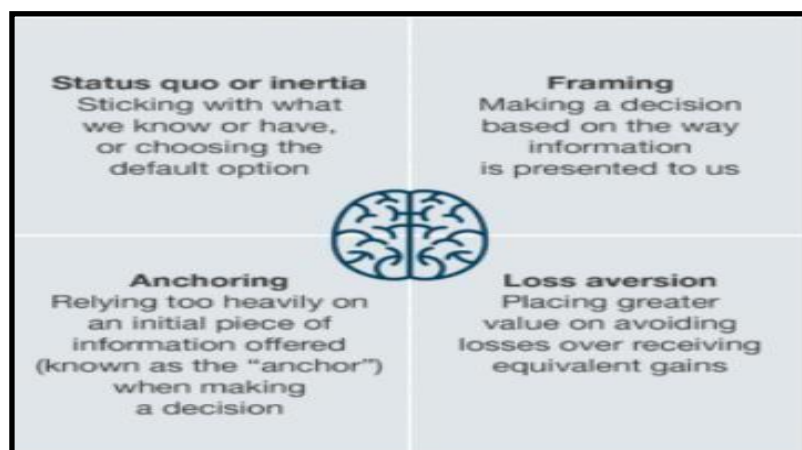 Status quo or inertia
Sticking with what
we know or have,
or choosing the
default option
Framing
Making a decision
based on the way
information
is presented to us
Anchoring
Relying too heavily on
an initial piece of
information offered
(known as the “anchor”)
when making
a decision
Loss aversion
Placing greater
value on avoiding
losses over receiving
equivalent gains